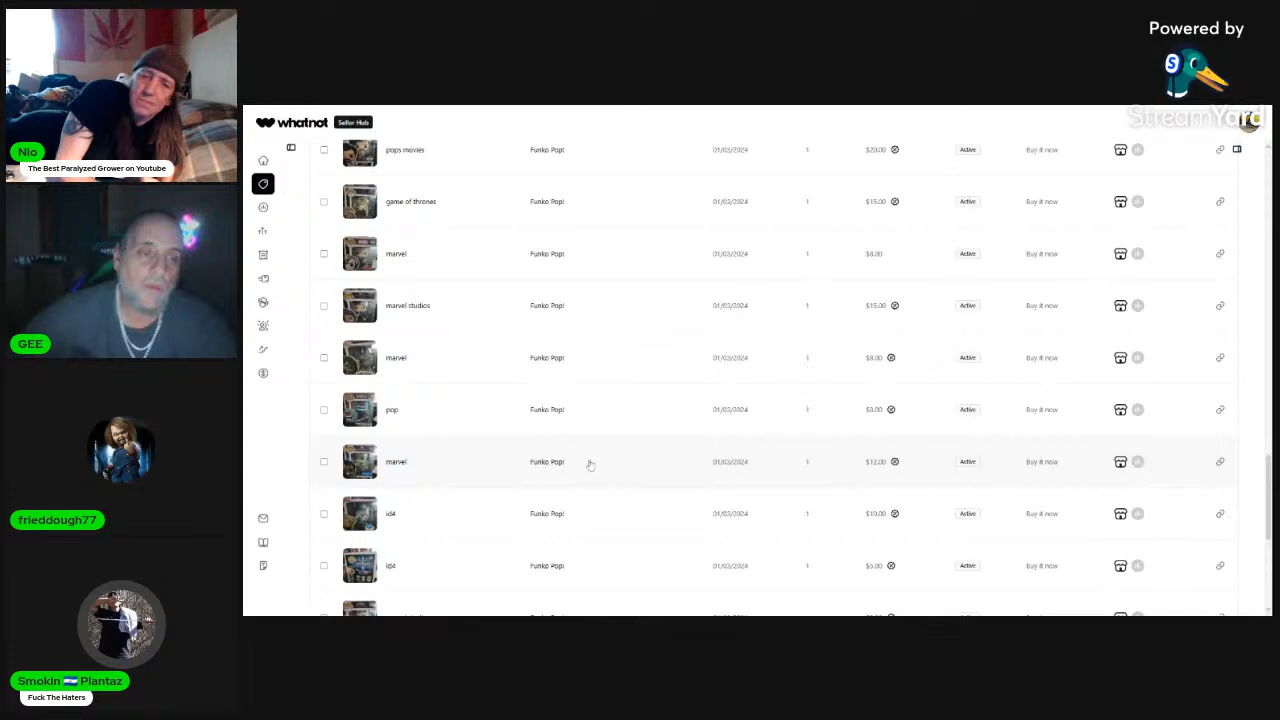 Powered by
S
StreamYard
Nio
The Best Paralyzed Grower on Youtube
GEE
frieddough77
Smokin 🇸🇻 Plantaz
Fuck The Haters
whatnot Seller Hub
pops movies Funko Pop! 01/03/2024 1 $20.00 Active Buy it now
game of thrones Funko Pop! 01/03/2024 1 $15.00 Active Buy it now
marvel Funko Pop! 01/03/2024 1 $8.00 Active Buy it now
marvel studios Funko Pop! 01/03/2024 1 $15.00 Active Buy it now
marvel Funko Pop! 01/03/2024 1 $8.00 Active Buy it now
pop Funko Pop! 01/03/2024 1 Active Buy it now
marvel Funko Pop! 01/03/2024 1 $12.00 Active Buy it now
id4 Funko Pop! 01/03/2024 1 $10.00 Active Buy it now
id4 Funko Pop! 01/03/2024 1 $5.00 Active Buy it now